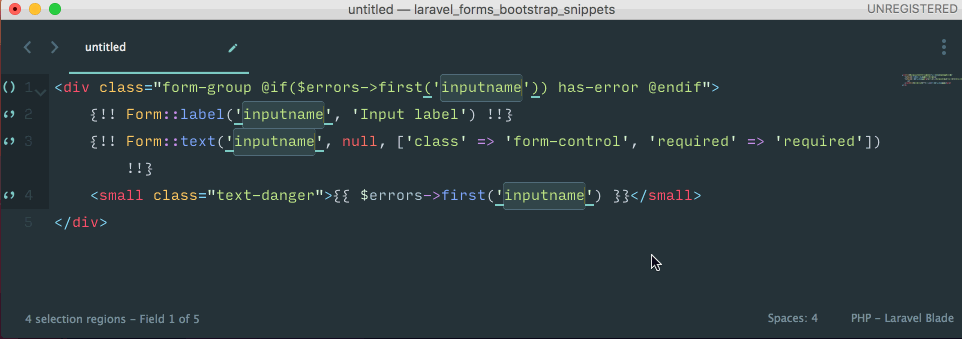 untitled — laravel_forms_bootstrap_snippets
UNREGISTERED
untitled
1 <div class="form-group @if($errors->first('inputname')) has-error @endif">
2 {!! Form::label('inputname', 'Input label') !!}
3 {!! Form::text('inputname', null, ['class' => 'form-control', 'required' => 'required'])
!!}
4 <small class="text-danger">{{ $errors->first('inputname') }}</small>
5 </div>
4 selection regions – Field 1 of 5
Spaces: 4
PHP – Laravel Blade